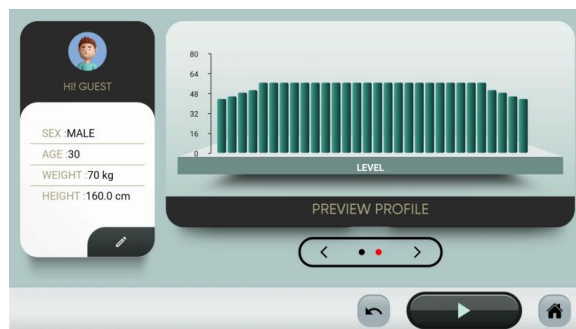 HI! GUEST
SEX :MALE
AGE :30
WEIGHT :70 kg
HEIGHT :160.0 cm
80
64
48
32
16
0
LEVEL
PREVIEW PROFILE